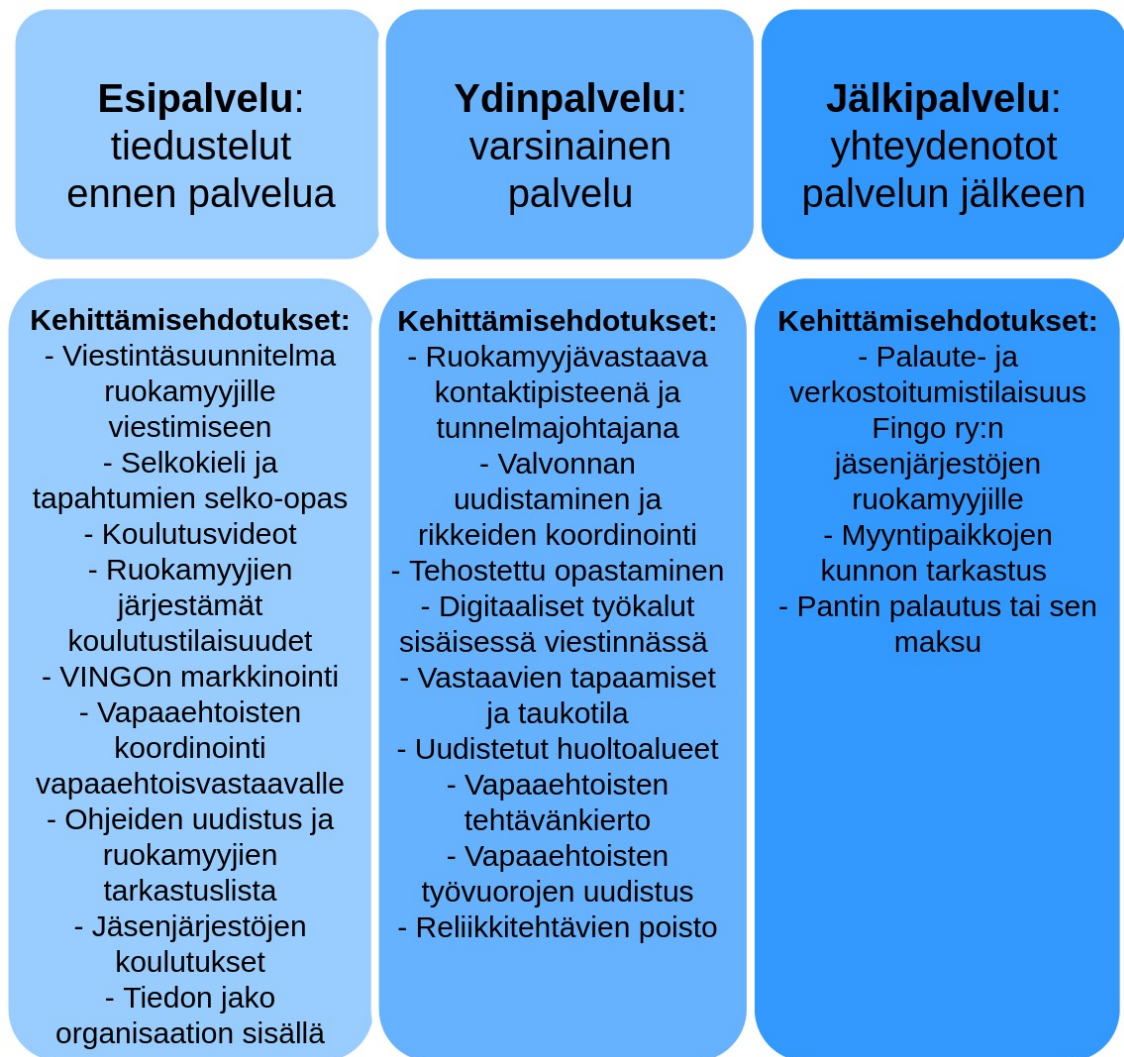 Esipalvelu:
tiedustelut
ennen palvelua
Ydinpalvelu:
varsinainen
palvelu
Jälkipalvelu:
yhteydenotot
palvelun jälkeen
Kehittämisehdotukset:
- Viestintäsuunnitelma
ruokamyyjille
viestimiseen
- Selkokieli ja
tapahtumien selko-opas
- Koulutusvideot
- Ruokamyyjien
järjestämät
koulutustilaisuudet
- VINGOn markkinointi
- Vapaaehtoisten
koordinointi
vapaaehtoisvastaavalle
- Ohjeiden uudistus ja
ruokamyyjien
tarkastuslista
- Jäsenjärjestöjen
koulutukset
- Tiedon jako
organisaation sisällä
Kehittämisehdotukset:
- Ruokamyyjävastaava
kontaktipisteenä ja
tunnelmajohtajana
- Valvonnan
uudistaminen ja
rikkeiden koordinointi
- Tehostettu opastaminen
- Digitaaliset työkalut
sisäisessä viestinnässä
- Vastaavien tapaamiset
ja taukotila
- Uudistetut huoltoalueet
- Vapaaehtoisten
tehtävänkierto
- Vapaaehtoisten
työvuorojen uudistus
- Reliikkitehtävien poisto
Kehittämisehdotukset:
- Palaute- ja
verkostoitumistilaisuus
Fingo ry:n
jäsenjärjestöjen
ruokamyyjille
- Myyntipaikkojen
kunnon tarkastus
- Pantin palautus tai sen
maksu